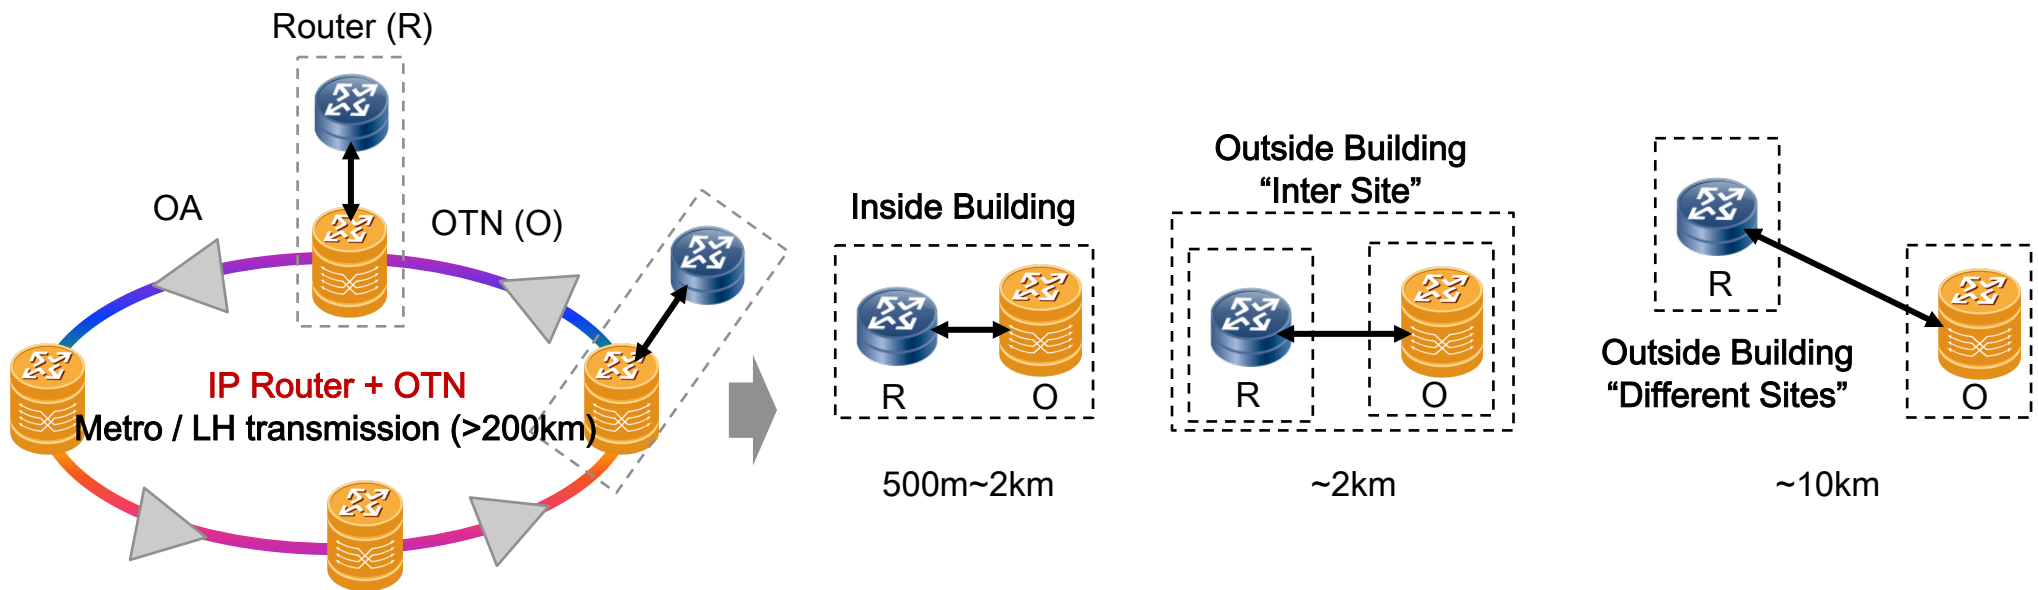 Router (R)
OA
OTN (O)
IP Router + OTN
Metro / LH transmission (>200km)
Inside Building
R
O
500m~2km
Outside Building
“Inter Site”
R
O
~2km
R
Outside Building
“Different Sites”
O
~10km